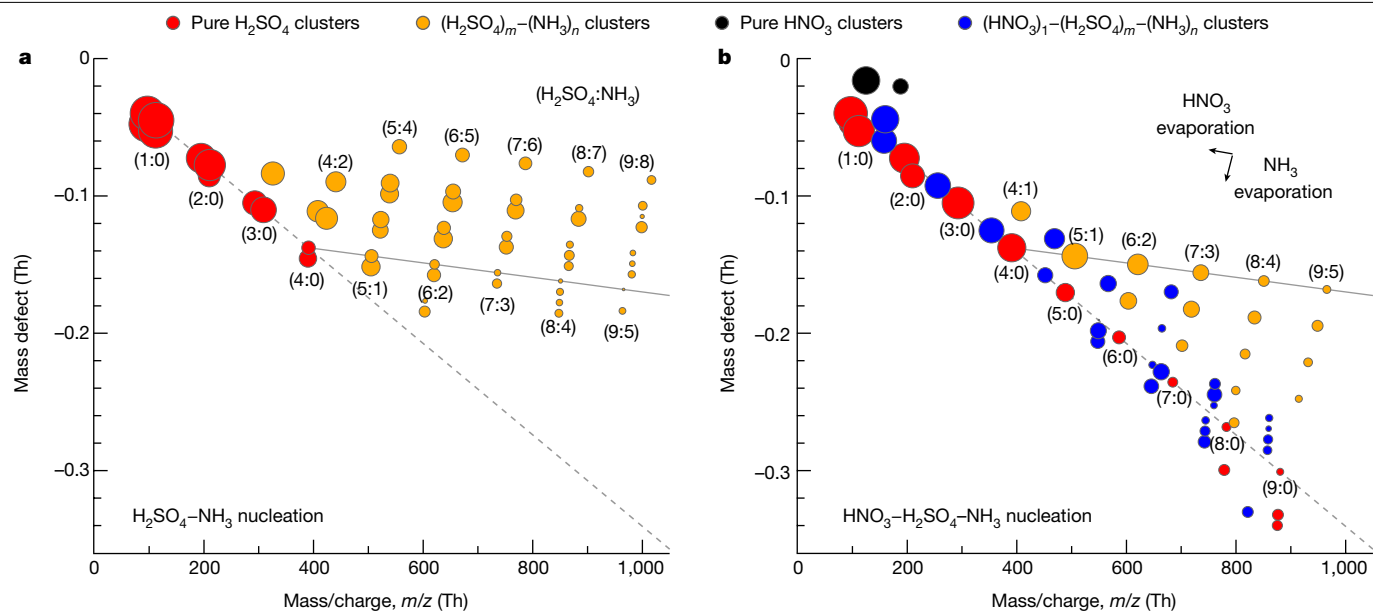 Pure H₂SO₄ clusters
(H₂SO₄)ₘ–(NH₃)ₙ clusters
Pure HNO₃ clusters
(HNO₃)₁–(H₂SO₄)ₘ–(NH₃)ₙ clusters
a
0
−0.1
−0.2
−0.3
Mass defect (Th)
(H₂SO₄:NH₃)
(5:4)
(6:5)
(7:6)
(8:7)
(9:8)
(4:2)
(1:0)
(2:0)
(3:0)
(4:0)
(5:1)
(6:2)
(7:3)
(8:4)
(9:5)
H₂SO₄–NH₃ nucleation
0
200
400
600
800
1,000
Mass/charge, m/z (Th)
b
0
−0.1
−0.2
−0.3
Mass defect (Th)
HNO₃
evaporation
NH₃
evaporation
(1:0)
(2:0)
(3:0)
(4:1)
(4:0)
(5:1)
(6:2)
(7:3)
(8:4)
(9:5)
(5:0)
(6:0)
(7:0)
(8:0)
(9:0)
HNO₃–H₂SO₄–NH₃ nucleation
0
200
400
600
800
1,000
Mass/charge, m/z (Th)